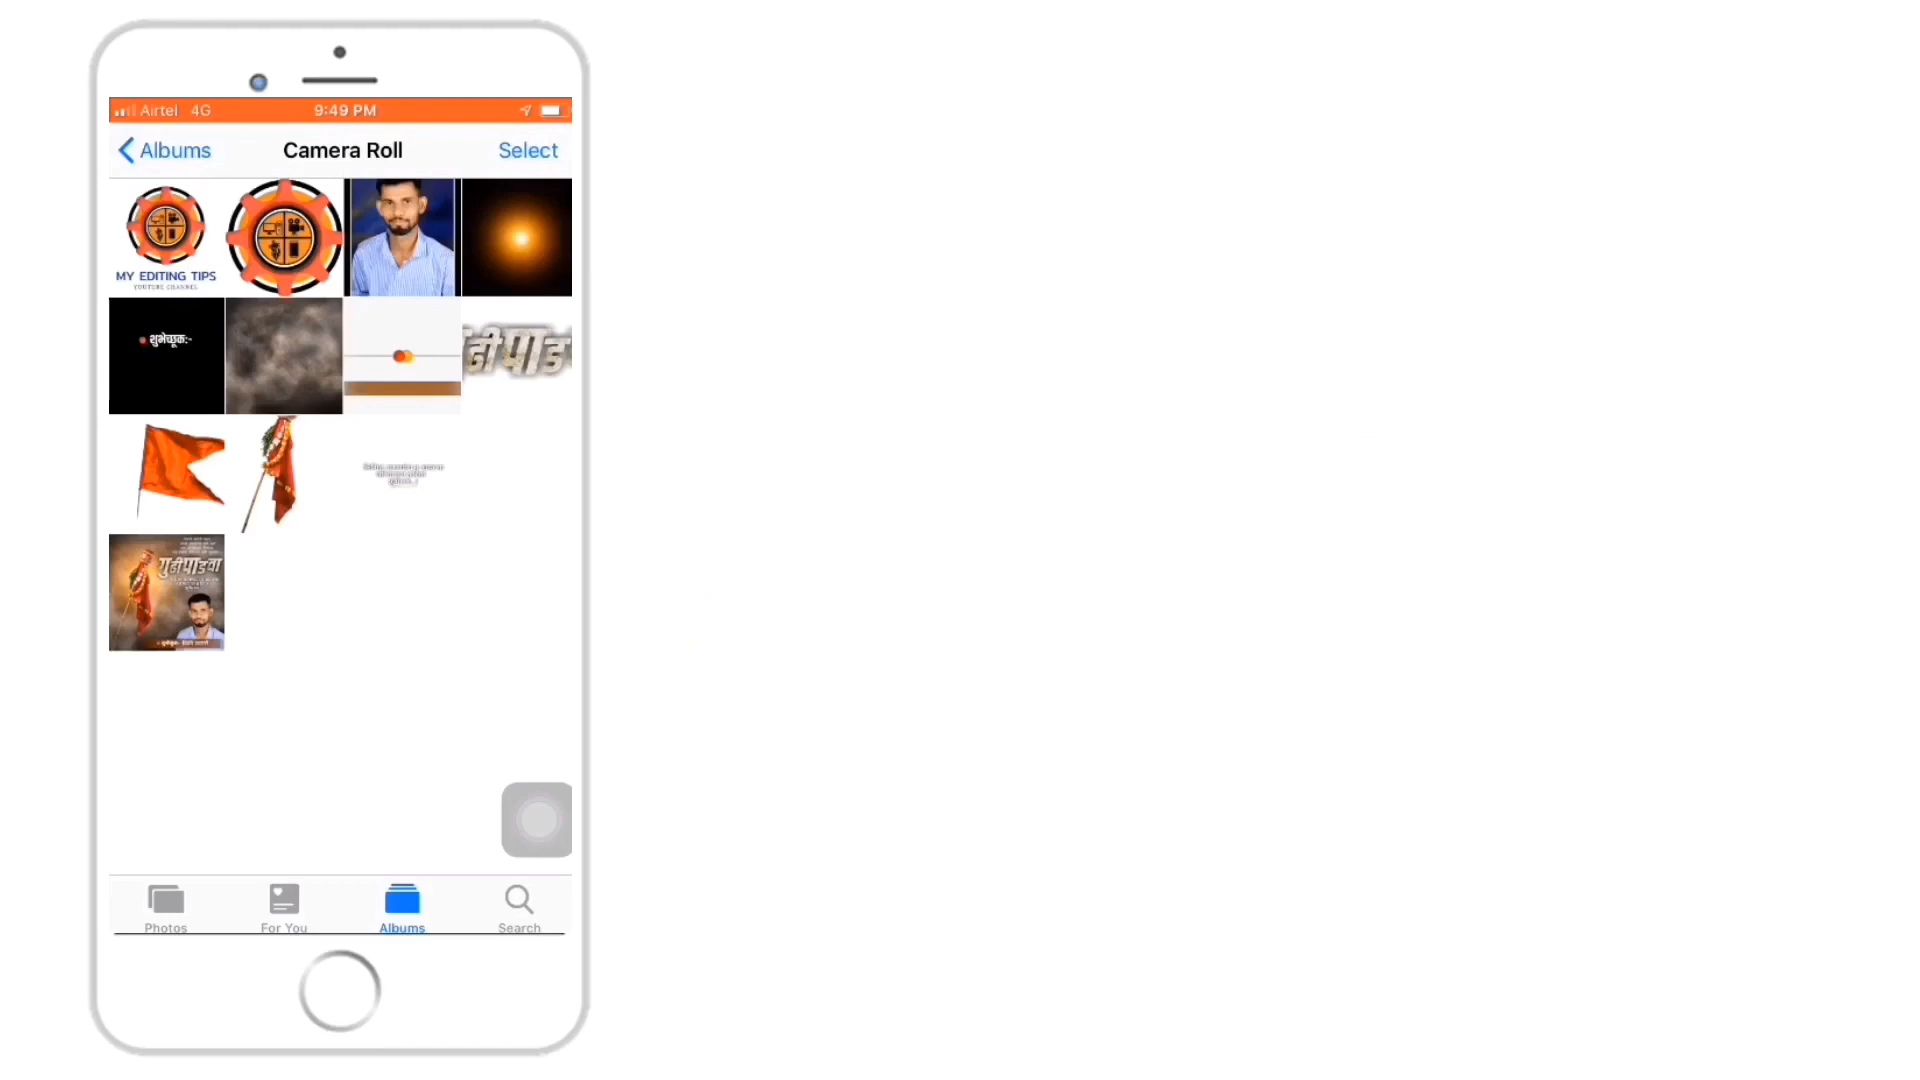 Airtel 4G 9:49 PM
Albums Camera Roll Select
MY EDITING TIPS
YOUTUBE CHANNEL
शुभेच्छूक:-
गुढीपाडवा
Photos For You Albums Search